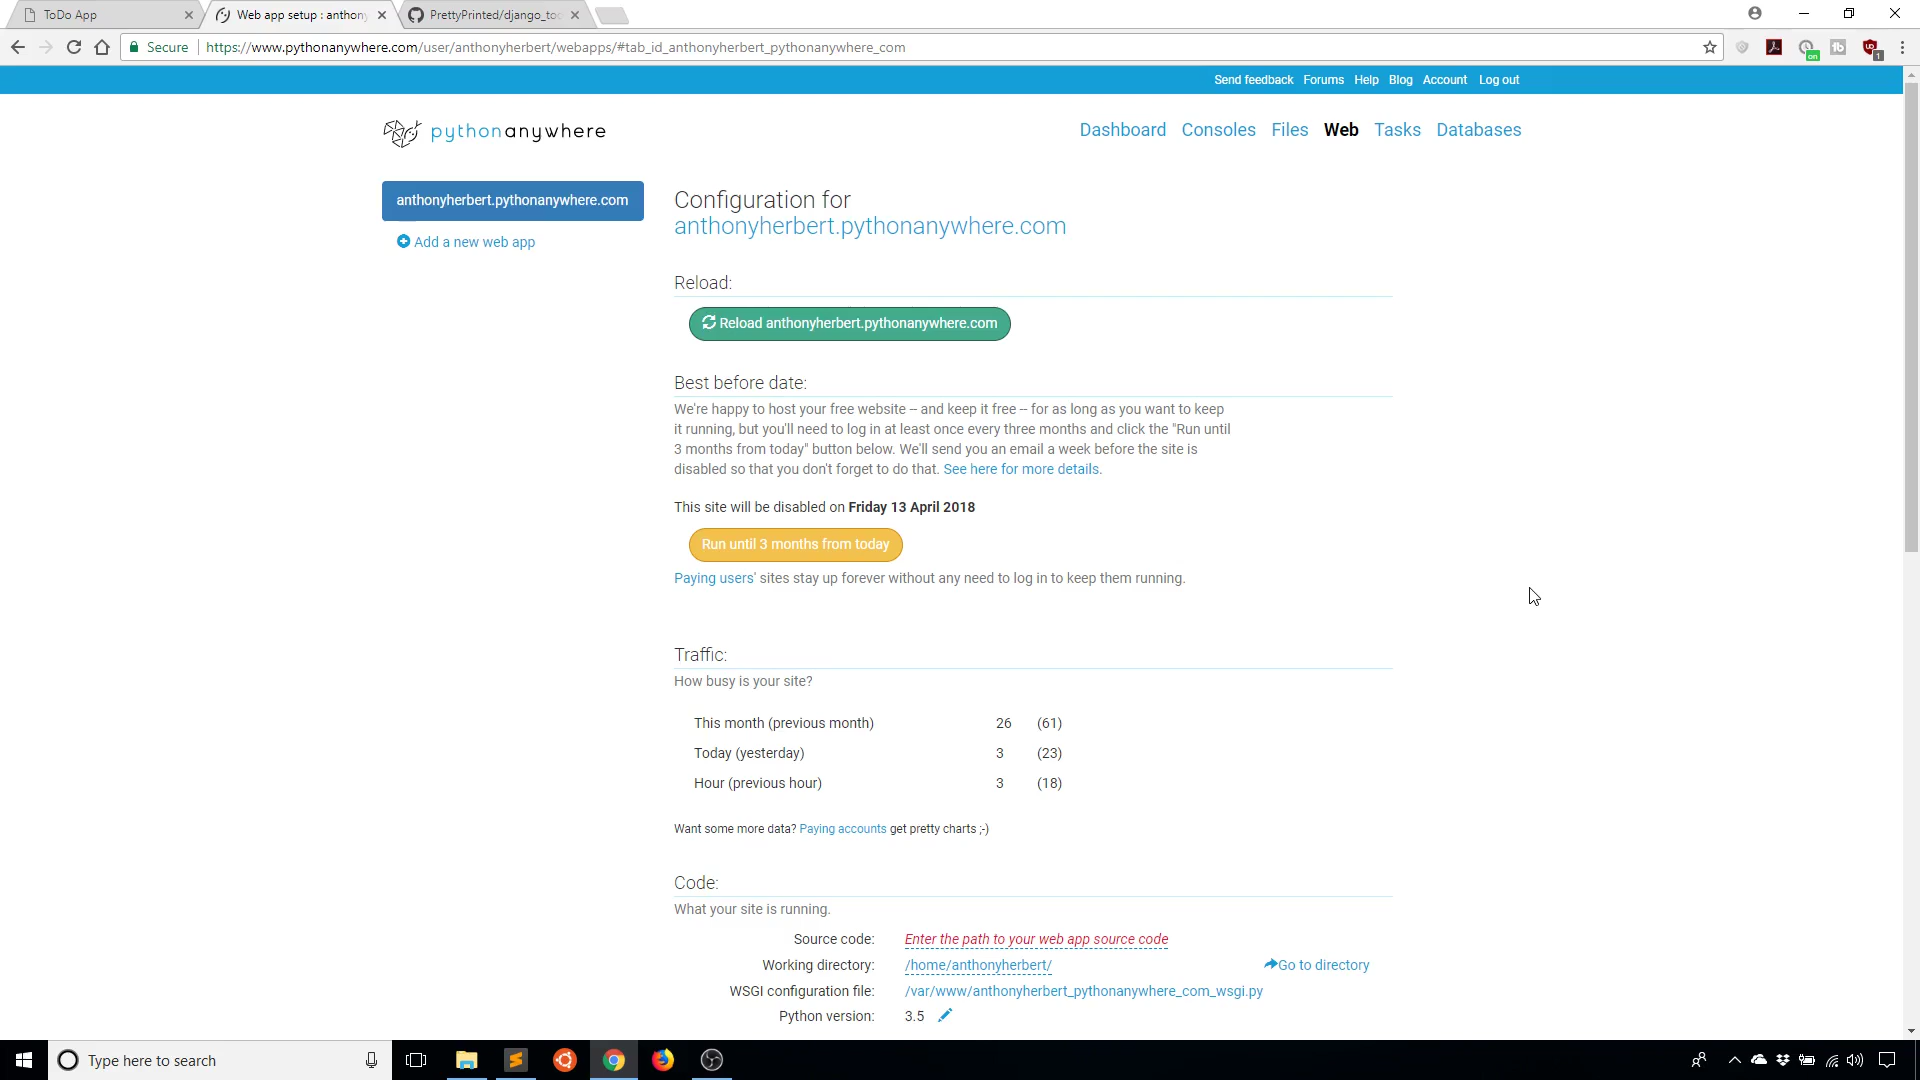 ToDo App
Web app setup : anthony
PrettyPrinted/django_too
Secure
https://www.pythonanywhere.com/user/anthonyherbert/webapps/#tab_id_anthonyherbert_pythonanywhere_com
on
1
Send feedback Forums Help Blog Account Log out
pythonanywhere
Dashboard Consoles Files Web Tasks Databases
anthonyherbert.pythonanywhere.com
Add a new web app
Configuration for
anthonyherbert.pythonanywhere.com
Reload:
Reload anthonyherbert.pythonanywhere.com
Best before date:
We're happy to host your free website -- and keep it free -- for as long as you want to keep
it running, but you'll need to log in at least once every three months and click the "Run until
3 months from today" button below. We'll send you an email a week before the site is
disabled so that you don't forget to do that. See here for more details.
This site will be disabled on Friday 13 April 2018
Run until 3 months from today
Paying users' sites stay up forever without any need to log in to keep them running.
Traffic:
How busy is your site?
This month (previous month) 26 (61)
Today (yesterday) 3 (23)
Hour (previous hour) 3 (18)
Want some more data? Paying accounts get pretty charts ;-)
Code:
What your site is running.
Source code: Enter the path to your web app source code
Working directory: /home/anthonyherbert/ Go to directory
WSGI configuration file: /var/www/anthonyherbert_pythonanywhere_com_wsgi.py
Python version: 3.5
Type here to search